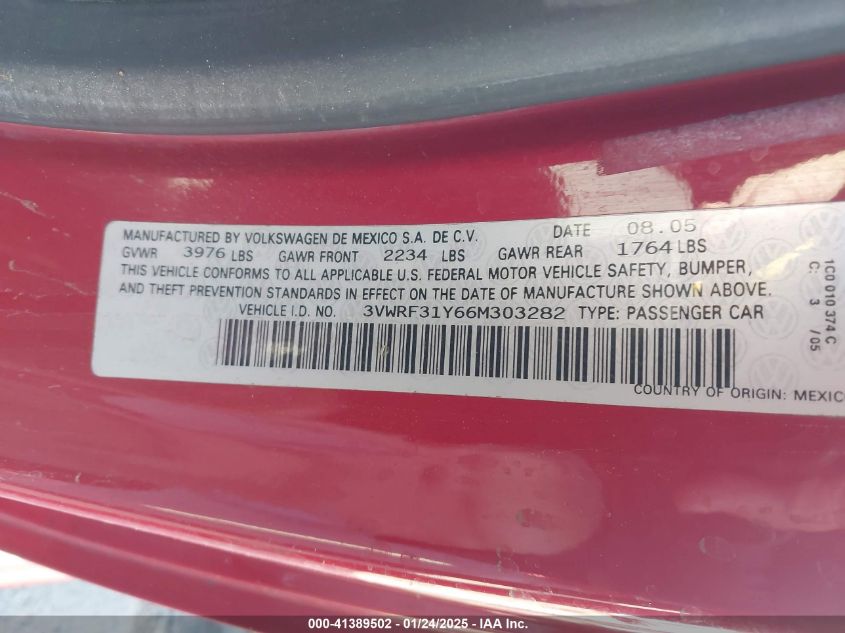 MANUFACTURED BY VOLKSWAGEN DE MEXICO S.A. DE C.V. DATE 08.05
GVWR 3976 LBS GAWR FRONT 2234 LBS GAWR REAR 1764 LBS
THIS VEHICLE CONFORMS TO ALL APPLICABLE U.S. FEDERAL MOTOR VEHICLE SAFETY, BUMPER,
AND THEFT PREVENTION STANDARDS IN EFFECT ON THE DATE OF MANUFACTURE SHOWN ABOVE.
VEHICLE I.D. NO. 3VWRF31Y66M303282 TYPE: PASSENGER CAR
COUNTRY OF ORIGIN: MEXICO
1C0 010 374 C
G. 3 /05
000-41389502 - 01/24/2025 - IAA Inc.